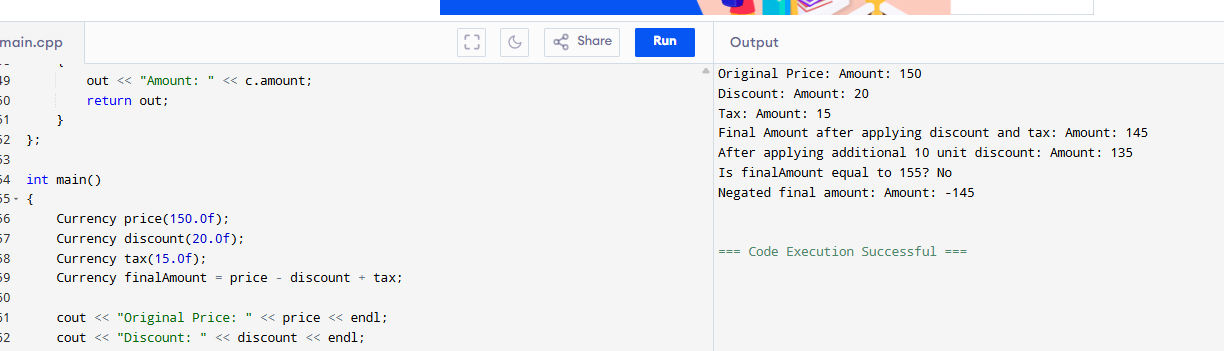 main.cpp
Share
Run
Output
49 out << "Amount: " << c.amount;
50 return out;
51 }
52 };
53
54 int main()
55 {
56 Currency price(150.0f);
57 Currency discount(20.0f);
58 Currency tax(15.0f);
59 Currency finalAmount = price - discount + tax;
60
61 cout << "Original Price: " << price << endl;
62 cout << "Discount: " << discount << endl;
Original Price: Amount: 150
Discount: Amount: 20
Tax: Amount: 15
Final Amount after applying discount and tax: Amount: 145
After applying additional 10 unit discount: Amount: 135
Is finalAmount equal to 155? No
Negated final amount: Amount: -145
=== Code Execution Successful ===